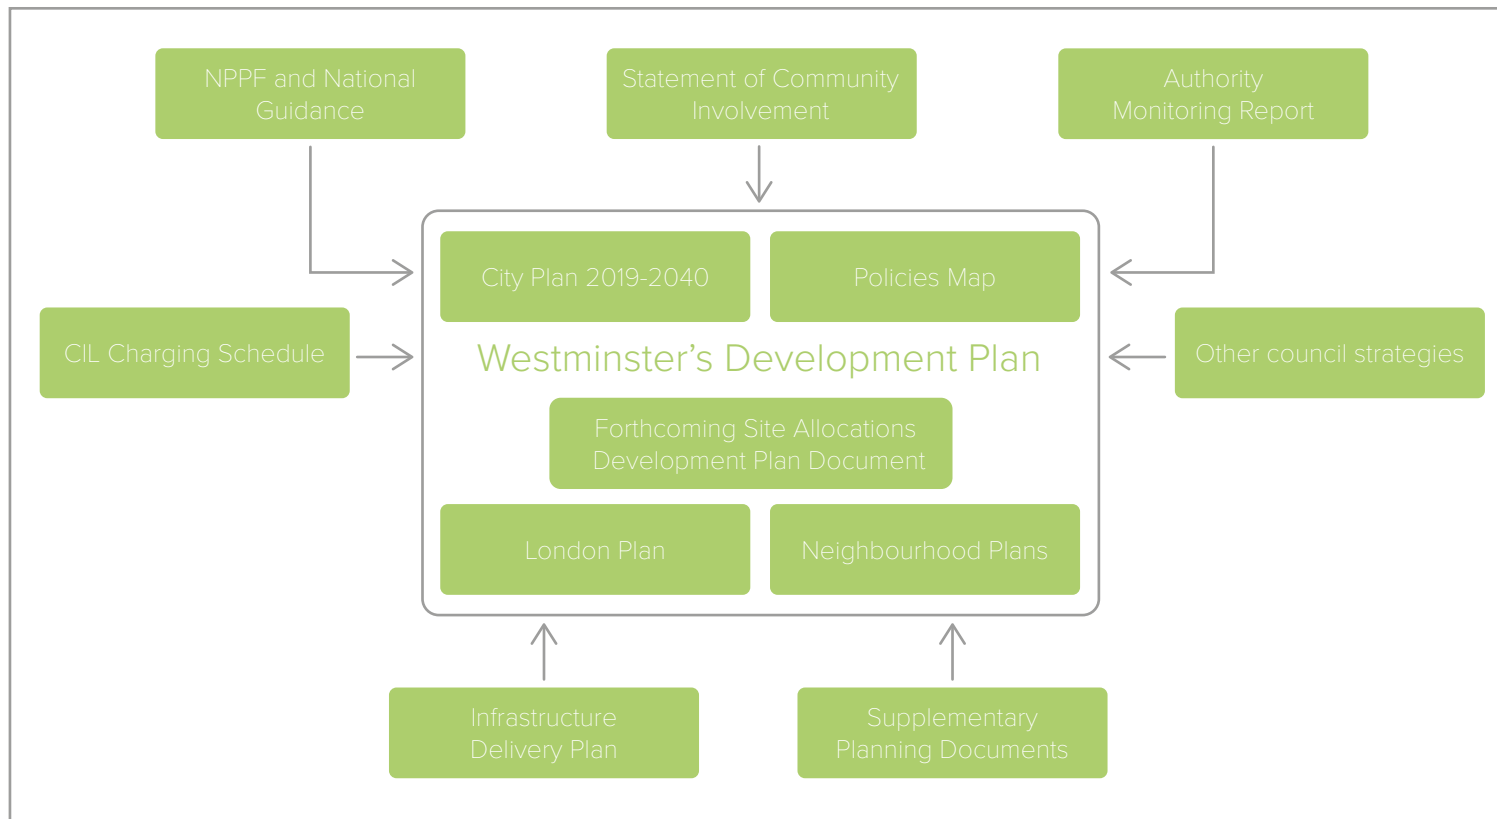 NPPF and National
Guidance
Statement of Community
Involvement
Authority
Monitoring Report
City Plan 2019-2040
Policies Map
CIL Charging Schedule
Westminster’s Development Plan
Other council strategies
Forthcoming Site Allocations
Development Plan Document
London Plan
Neighbourhood Plans
Infrastructure
Delivery Plan
Supplementary
Planning Documents